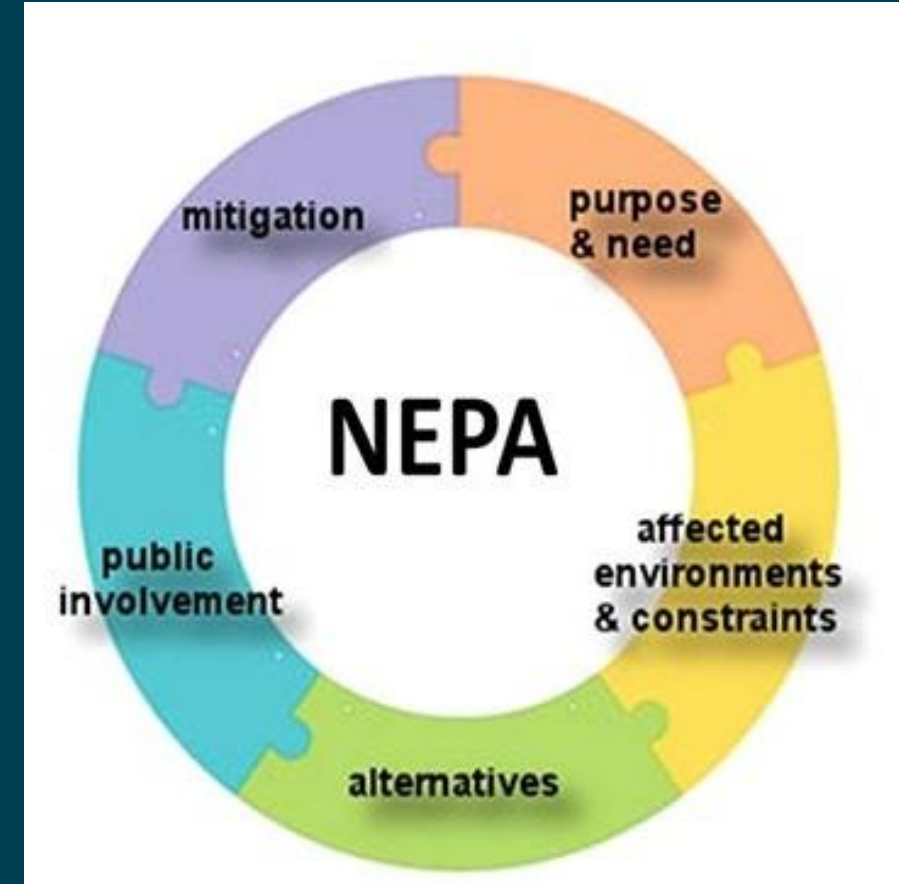 purpose
& need
affected
environments
& constraints
alternatives
public
involvement
mitigation
NEPA